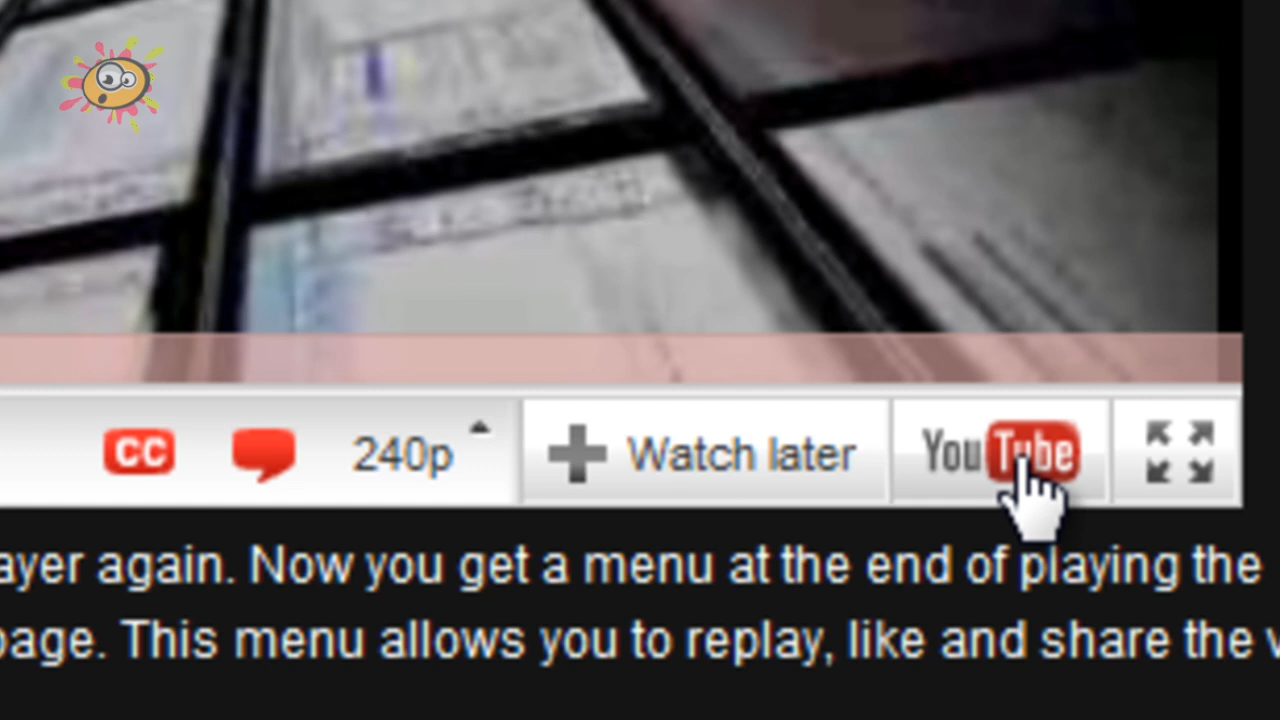 CC 240p Watch later YouTube
ayer again. Now you get a menu at the end of playing the
page. This menu allows you to replay, like and share the